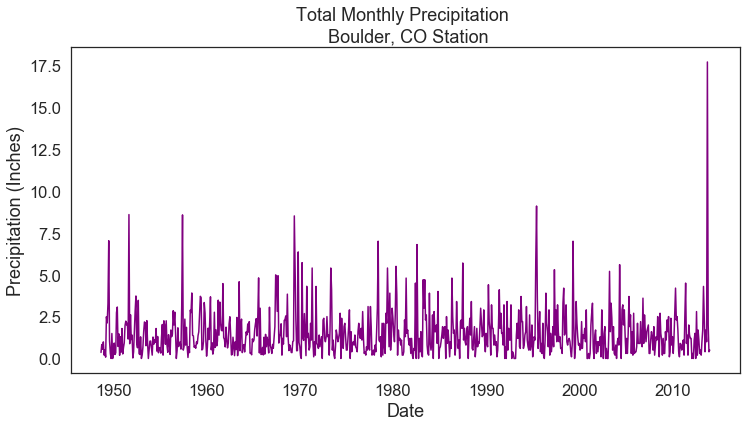 Total Monthly Precipitation
Boulder, CO Station
Precipitation (Inches)
17.5
15.0
12.5
10.0
7.5
5.0
2.5
0.0
1950 1960 1970 1980 1990 2000 2010
Date